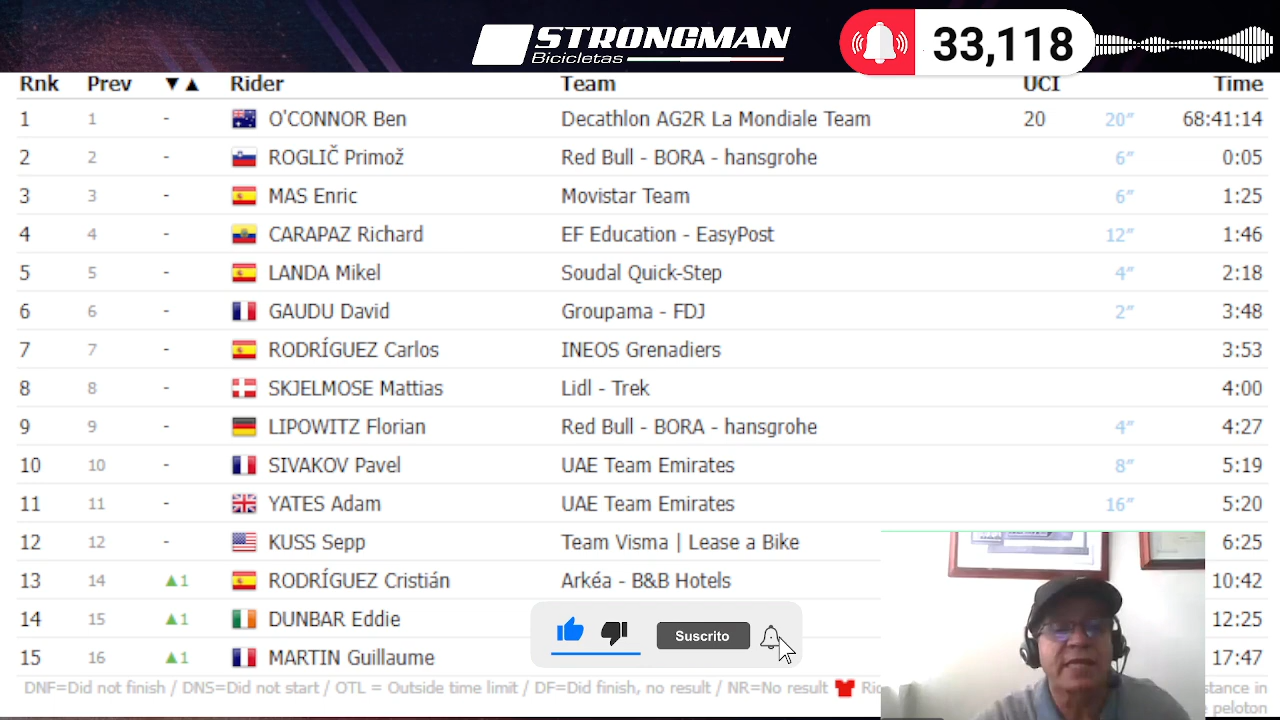 STRONGMAN
Bicicletas
33,118
Rnk Prev ▼▲ Rider Team UCI Time
1 1 - O'CONNOR Ben Decathlon AG2R La Mondiale Team 20 20″ 68:41:14
2 2 - ROGLIČ Primož Red Bull - BORA - hansgrohe 6″ 0:05
3 3 - MAS Enric Movistar Team 6″ 1:25
4 4 - CARAPAZ Richard EF Education - EasyPost 12″ 1:46
5 5 - LANDA Mikel Soudal Quick-Step 4″ 2:18
6 6 - GAUDU David Groupama - FDJ 2″ 3:48
7 7 - RODRÍGUEZ Carlos INEOS Grenadiers 3:53
8 8 - SKJELMOSE Mattias Lidl - Trek 4:00
9 9 - LIPOWITZ Florian Red Bull - BORA - hansgrohe 4″ 4:27
10 10 - SIVAKOV Pavel UAE Team Emirates 8″ 5:19
11 11 - YATES Adam UAE Team Emirates 16″ 5:20
12 12 - KUSS Sepp Team Visma | Lease a Bike 6:25
13 14 ▲1 RODRÍGUEZ Cristián Arkéa - B&B Hotels 10:42
14 15 ▲1 DUNBAR Eddie 12:25
15 16 ▲1 MARTIN Guillaume 17:47
Suscrito
DNF=Did not finish / DNS=Did not start / OTL = Outside time limit / DF=Did finish, no result / NR=No result
in
peloton